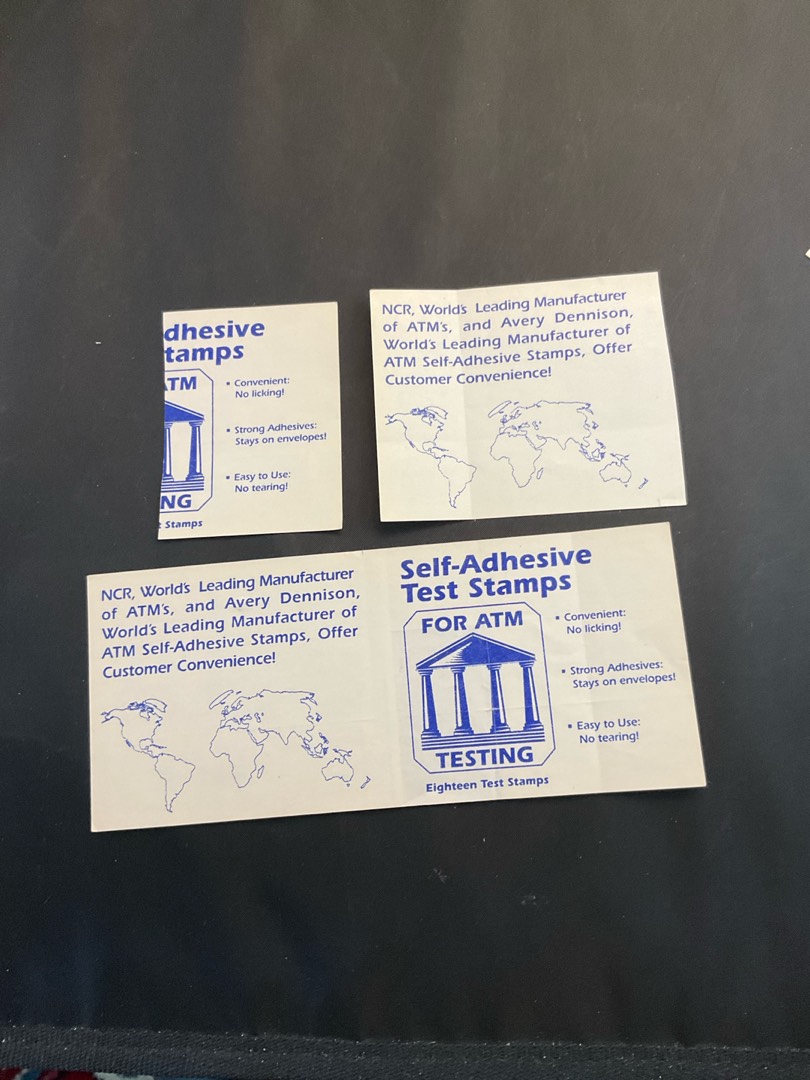 dhesive
tamps
ATM
NG
t Stamps
• Convenient:
No licking!
• Strong Adhesives:
Stays on envelopes!
• Easy to Use:
No tearing!
NCR, World's Leading Manufacturer
of ATM's, and Avery Dennison,
World's Leading Manufacturer of
ATM Self-Adhesive Stamps, Offer
Customer Convenience!
NCR, World's Leading Manufacturer
of ATM's, and Avery Dennison,
World's Leading Manufacturer of
ATM Self-Adhesive Stamps, Offer
Customer Convenience!
Self-Adhesive
Test Stamps
FOR ATM
TESTING
Eighteen Test Stamps
• Convenient:
No licking!
• Strong Adhesives:
Stays on envelopes!
• Easy to Use:
No tearing!